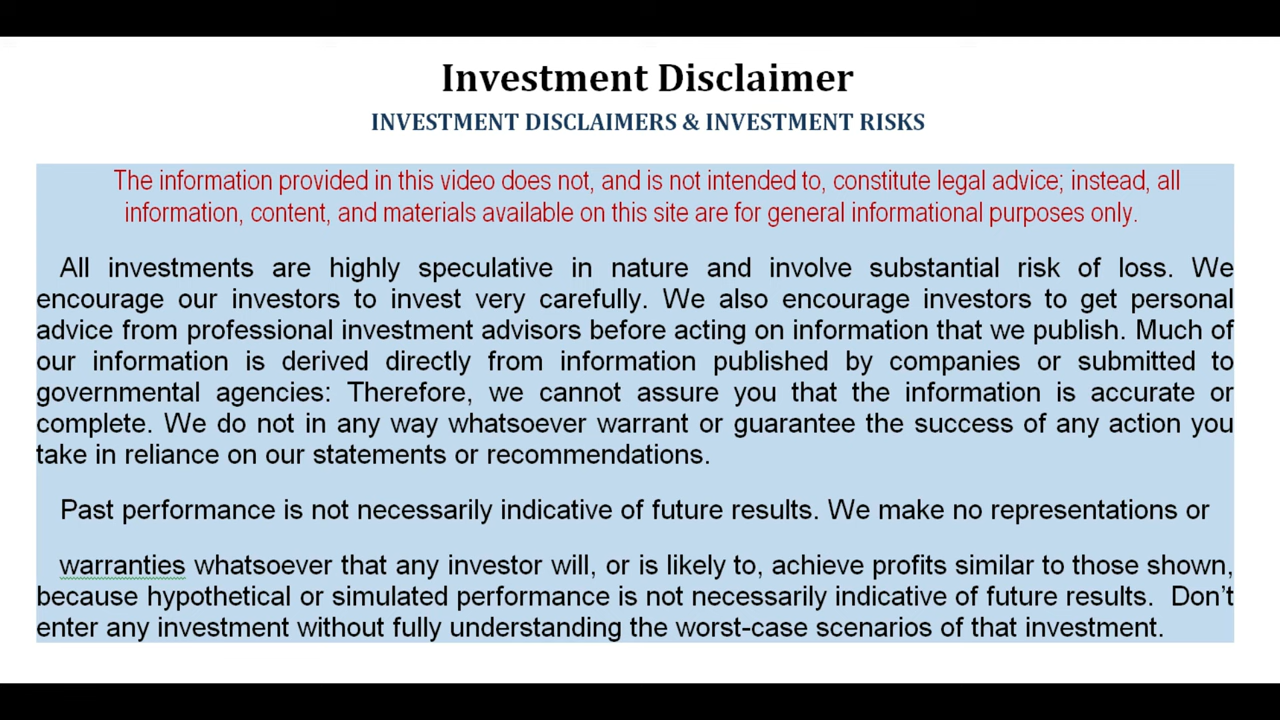 Investment Disclaimer
INVESTMENT DISCLAIMERS & INVESTMENT RISKS
The information provided in this video does not, and is not intended to, constitute legal advice; instead, all
information, content, and materials available on this site are for general informational purposes only.
All investments are highly speculative in nature and involve substantial risk of loss. We
encourage our investors to invest very carefully. We also encourage investors to get personal
advice from professional investment advisors before acting on information that we publish. Much of
our information is derived directly from information published by companies or submitted to
governmental agencies: Therefore, we cannot assure you that the information is accurate or
complete. We do not in any way whatsoever warrant or guarantee the success of any action you
take in reliance on our statements or recommendations.
Past performance is not necessarily indicative of future results. We make no representations or
warranties whatsoever that any investor will, or is likely to, achieve profits similar to those shown,
because hypothetical or simulated performance is not necessarily indicative of future results.  Don’t
enter any investment without fully understanding the worst-case scenarios of that investment.